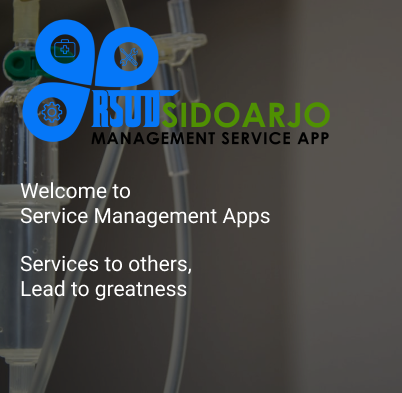 RSUD SIDOARJO
MANAGEMENT SERVICE APP
Welcome to
Service Management Apps
Services to others,
Lead to greatness